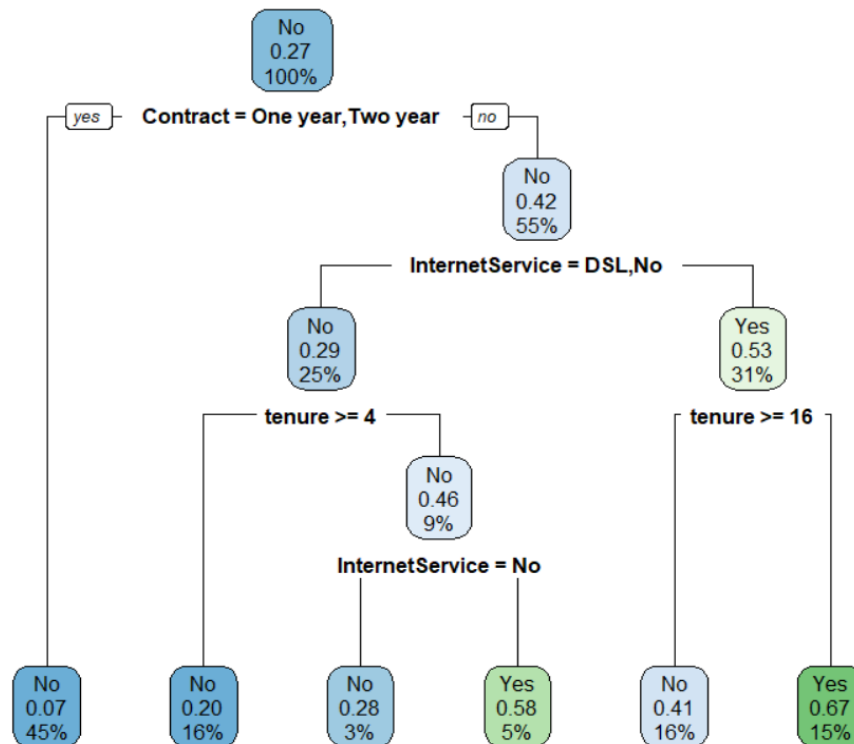 No
0.27
100%
yes
Contract = One year,Two year
no
No
0.42
55%
InternetService = DSL,No
No
0.29
25%
Yes
0.53
31%
tenure >= 4
tenure >= 16
No
0.46
9%
InternetService = No
No
0.07
45%
No
0.20
16%
No
0.28
3%
Yes
0.58
5%
No
0.41
16%
Yes
0.67
15%